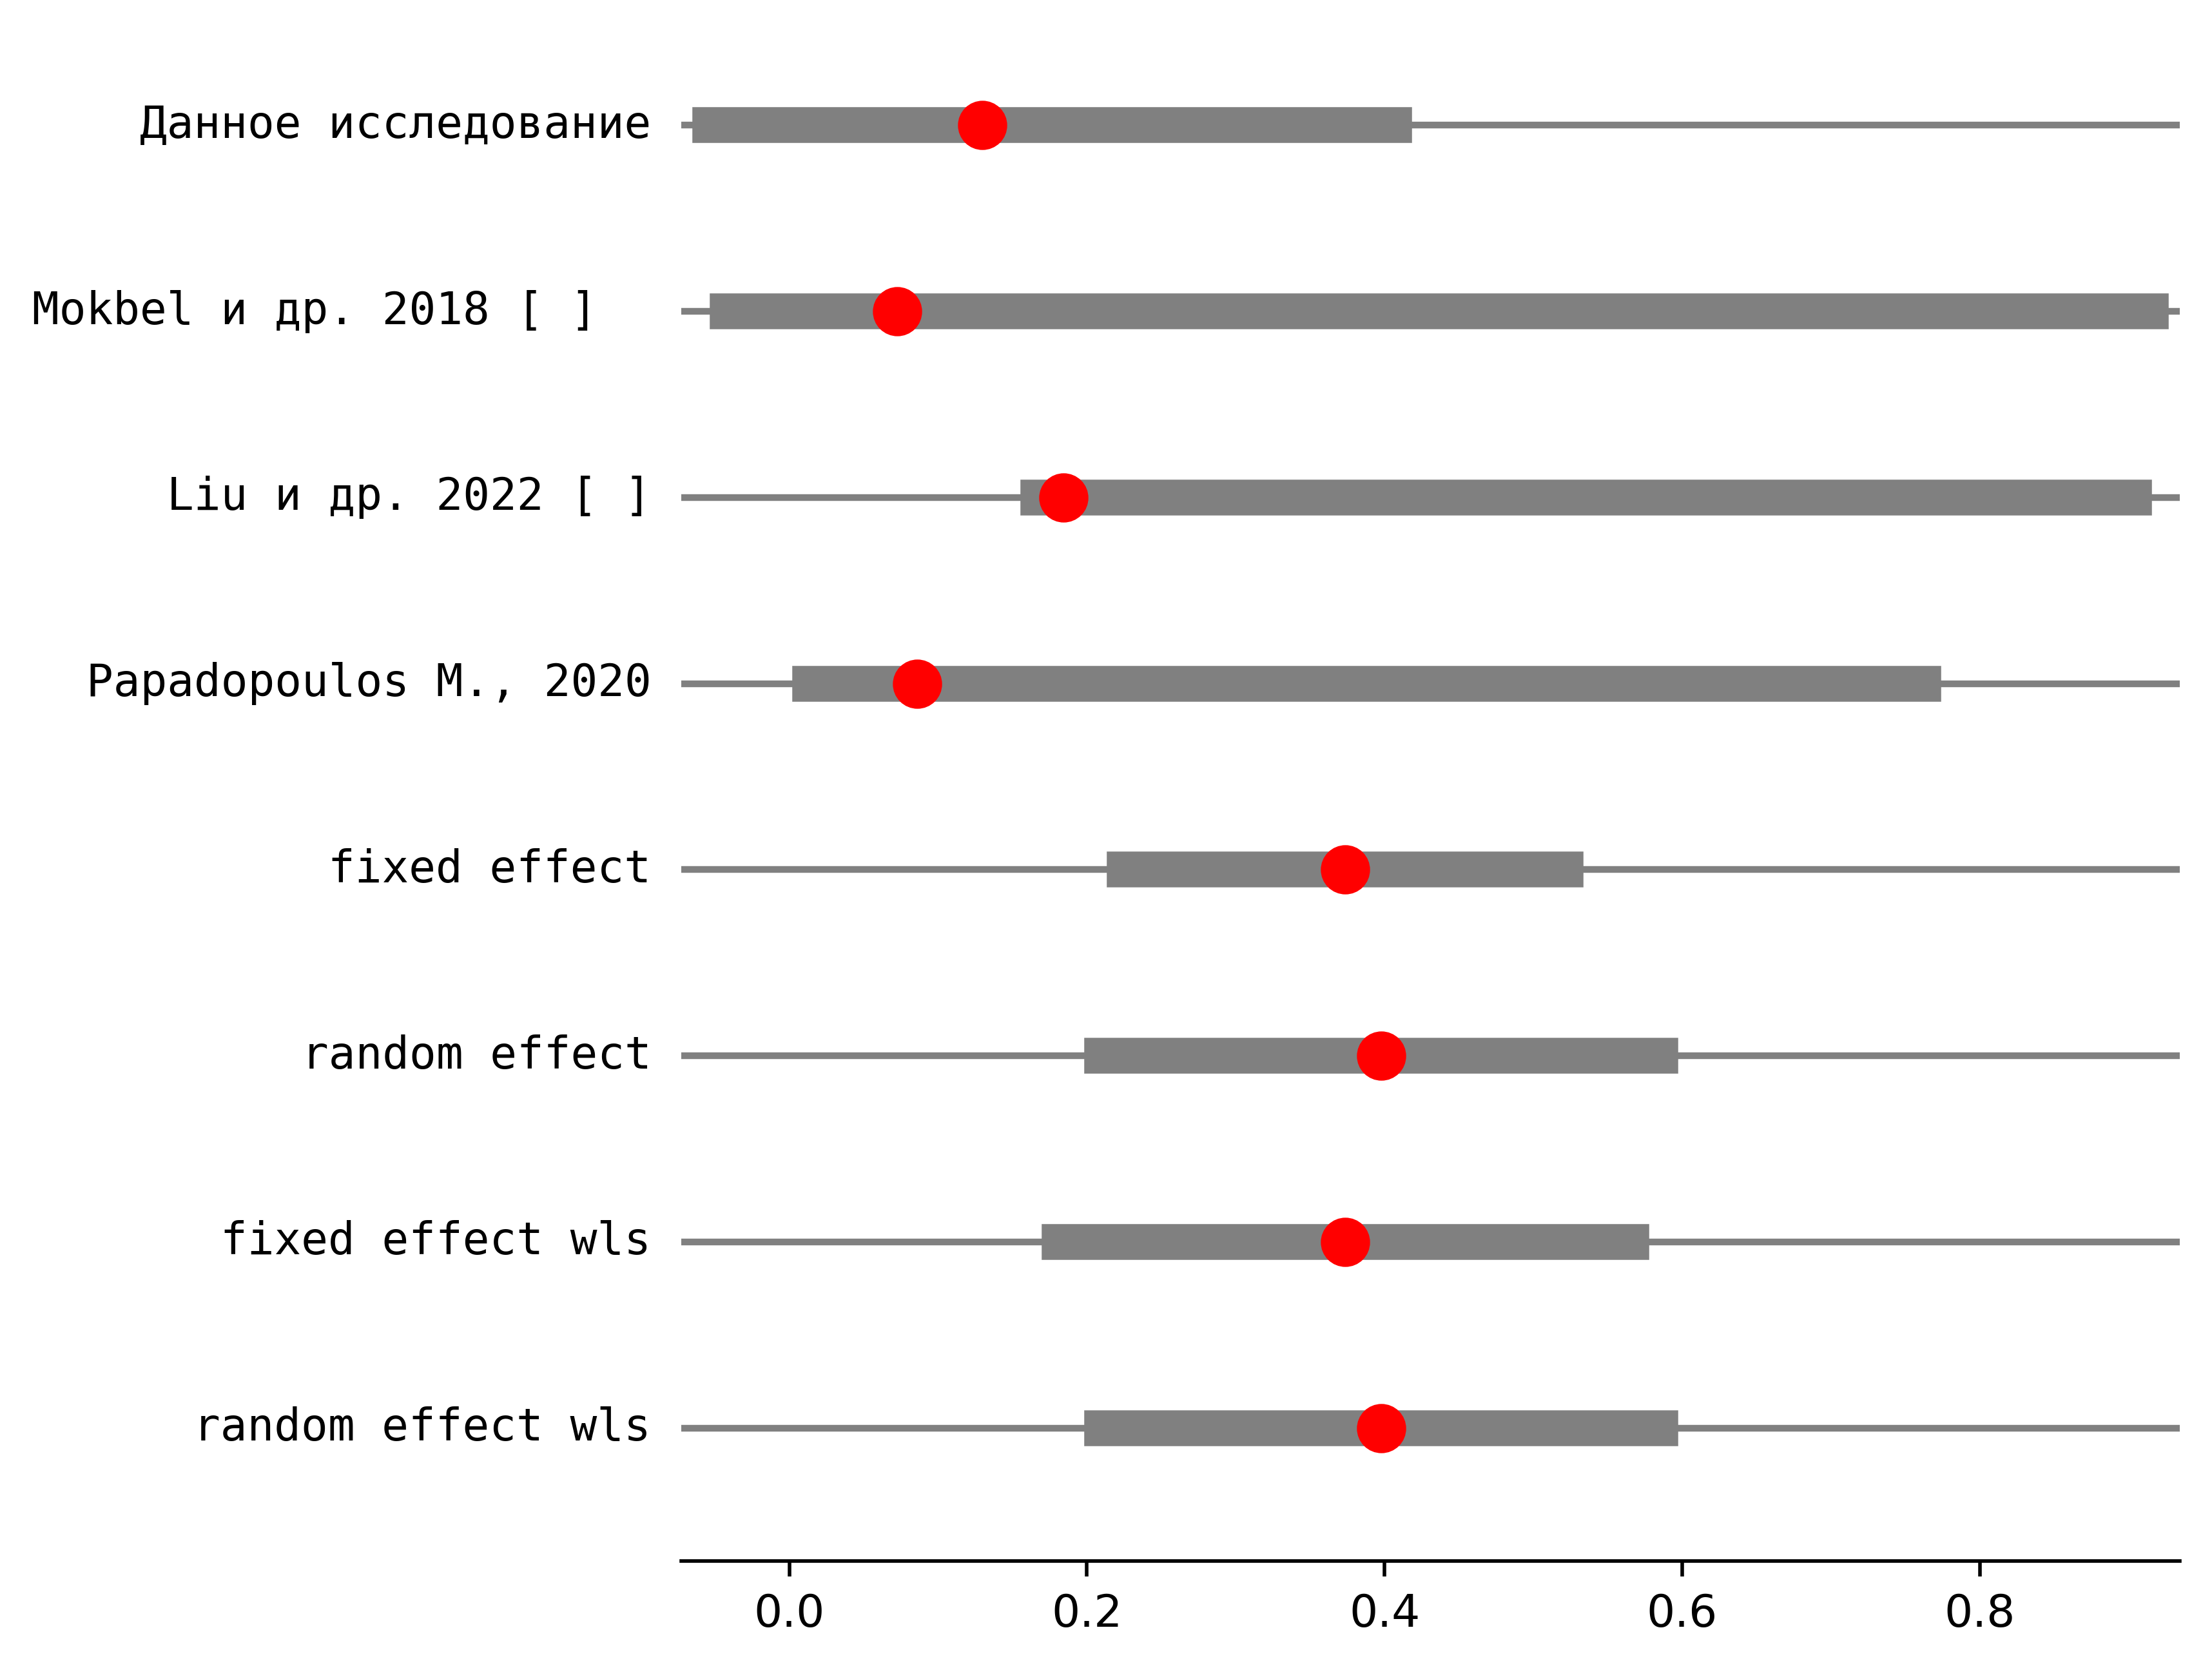 Данное исследование
Mokbel и др. 2018 [ ]
Liu и др. 2022 [ ]
Papadopoulos M., 2020
fixed effect
random effect
fixed effect wls
random effect wls
0.0 0.2 0.4 0.6 0.8